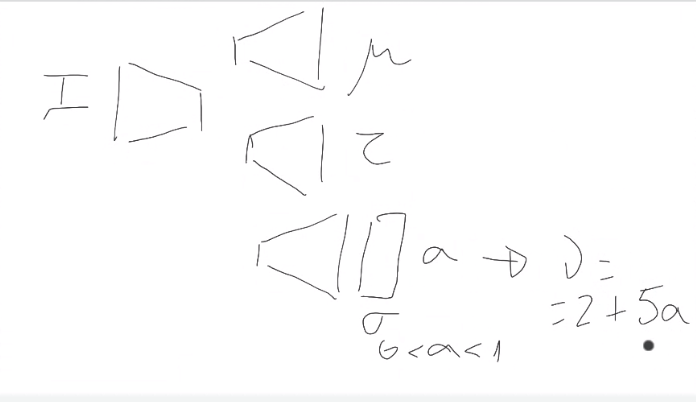 I
μ
τ
a → ν =
= 2 + 5a
σ
0 < a < 1